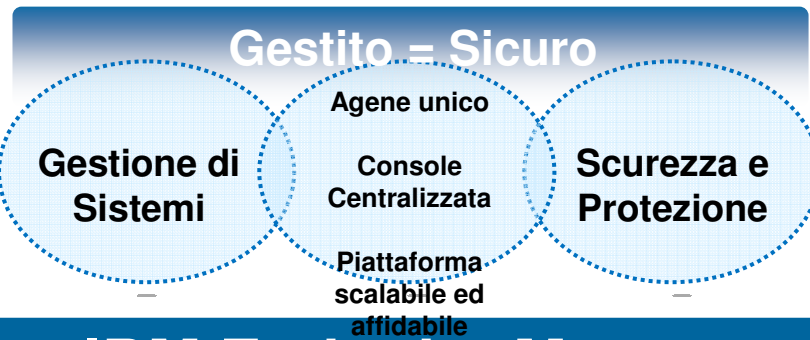 Gestito = Sicuro
Agene unico
Gestione di
Sistemi
Console
Centralizzata
Scurezza e
Protezione
Piattaforma
scalabile ed
affidabile